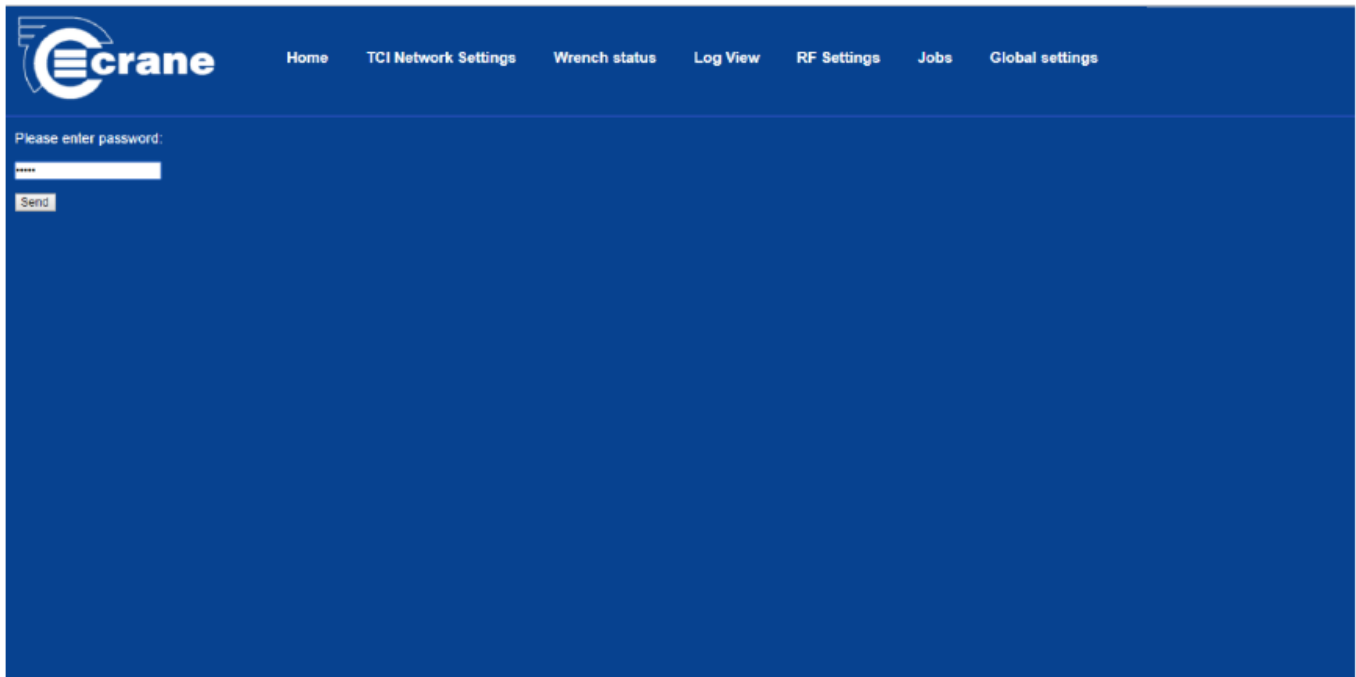 crane
Home TCI Network Settings Wrench status Log View RF Settings Jobs Global settings
Please enter password:
•••••
Send